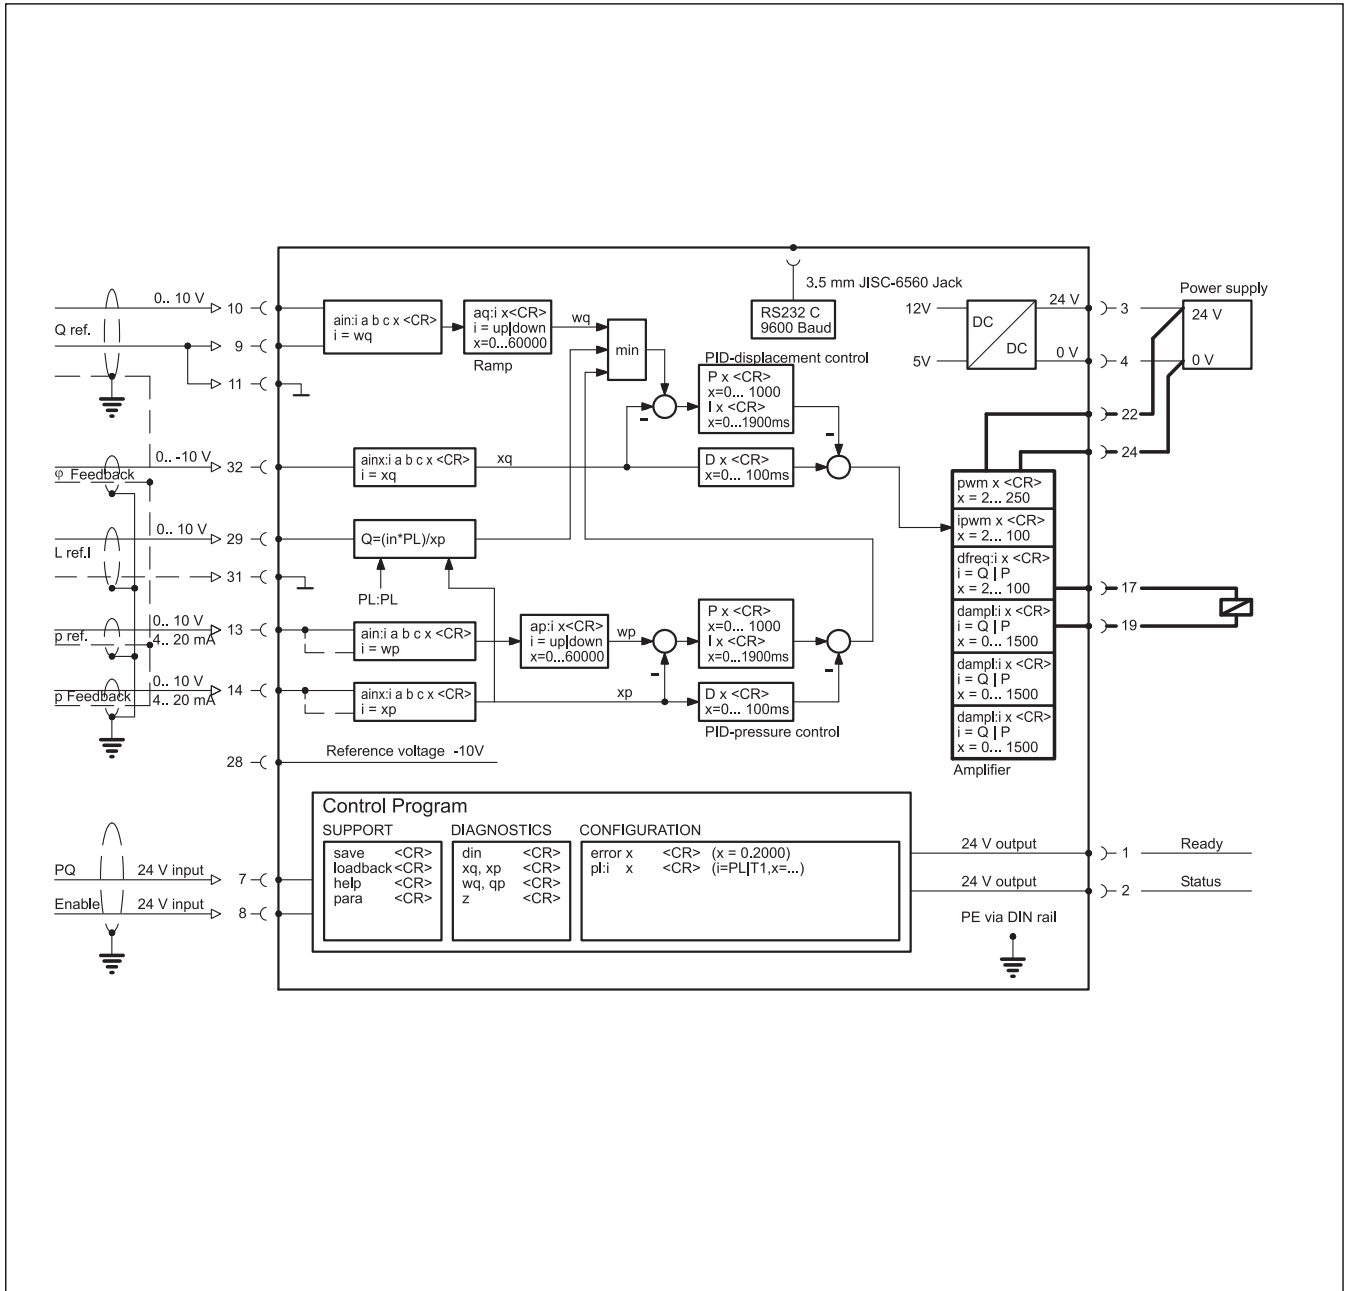 3.5 mm JISC-6560 Jack
RS232 C
9600 Baud
12V
5V
DC
DC
24 V
0 V
3
4
22
24
17
19
Power supply
24 V
0 V
0.. 10 V
Q ref.
10
9
11
ain:i a b c x <CR>
i = wq
aq:i x<CR>
i = up|down
x=0...60000
Ramp
wq
min
PID-displacement control
P x <CR>
x=0... 1000
I x <CR>
x=0...1900ms
-
-
0.. -10 V
φ Feedback
32
ainx:i a b c x <CR>
i = xq
xq
D x <CR>
x=0... 100ms
0.. 10 V
L ref.I
29
31
Q=(in*PL)/xp
PL:PL
0.. 10 V
p ref.
4.. 20 mA
13
ain:i a b c x <CR>
i = wp
ap:i x<CR>
i = up|down
x=0...60000
wp
P x <CR>
x=0... 1000
I x <CR>
x=0...1900ms
-
-
0.. 10 V
p Feedback
4.. 20 mA
14
ainx:i a b c x <CR>
i = xp
xp
D x <CR>
x=0... 100ms
PID-pressure control
28
Reference voltage -10V
pwm x <CR>
x = 2... 250
ipwm x <CR>
x = 2... 100
dfreq:i x <CR>
i = Q | P
x = 2... 100
dampl:i x <CR>
i = Q | P
x = 0... 1500
dampl:i x <CR>
i = Q | P
x = 0... 1500
dampl:i x <CR>
i = Q | P
x = 0... 1500
Amplifier
Control Program
SUPPORT
save <CR>
loadback <CR>
help <CR>
para <CR>
DIAGNOSTICS
din <CR>
xq, xp <CR>
wq, qp <CR>
z <CR>
CONFIGURATION
error x <CR> (x = 0.2000)
pl:i x <CR> (i=PL|T1,x=...)
PQ 24 V input 7
Enable 24 V input 8
24 V output 1 Ready
24 V output 2 Status
PE via DIN rail